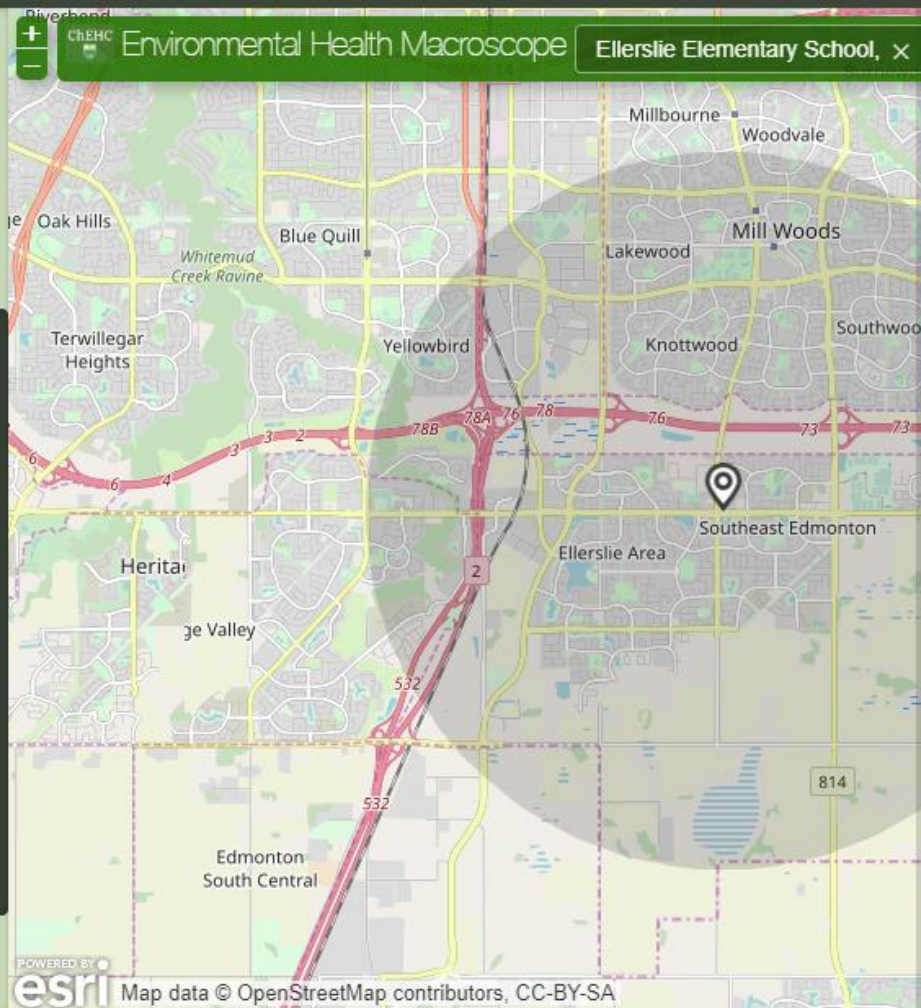 Riverbend
+
−
ChEHC
Environmental Health Macroscope
Ellerslie Elementary School, ×
14
Millbourne
Woodvale
Oak Hills
Blue Quill
Whitemud
Creek Ravine
Mill Woods
Lakewood
Terwillegar
Heights
Yellowbird
Knottwood
Southwoo
78B
78A
76
78
76
73
73
6
6
4
3
3
2
Southeast Edmonton
Ellerslie Area
Heritag
2
ge Valley
532
814
532
Edmonton
South Central
POWERED BY
esri
Map data © OpenStreetMap contributors, CC-BY-SA